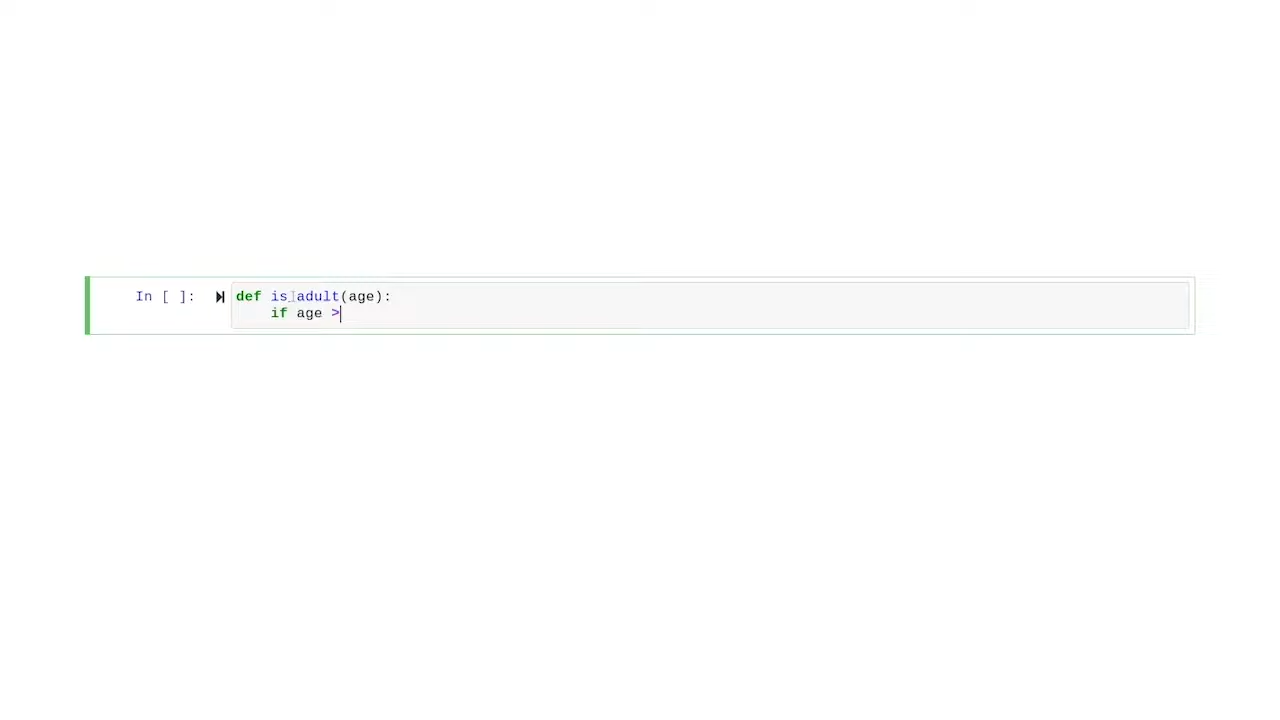 In [ ]: def is_adult(age):
if age >